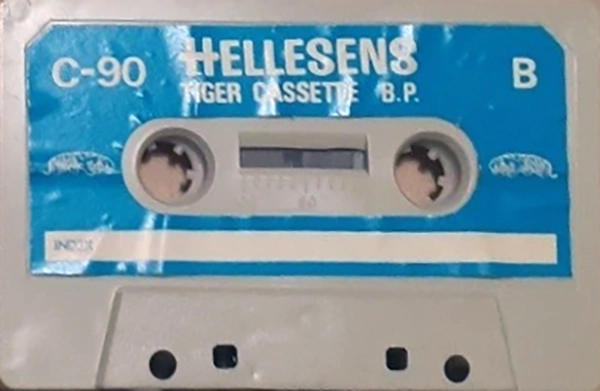 C-90 HELLESENS B
TIGER CASSETTE B.P.
INDEX